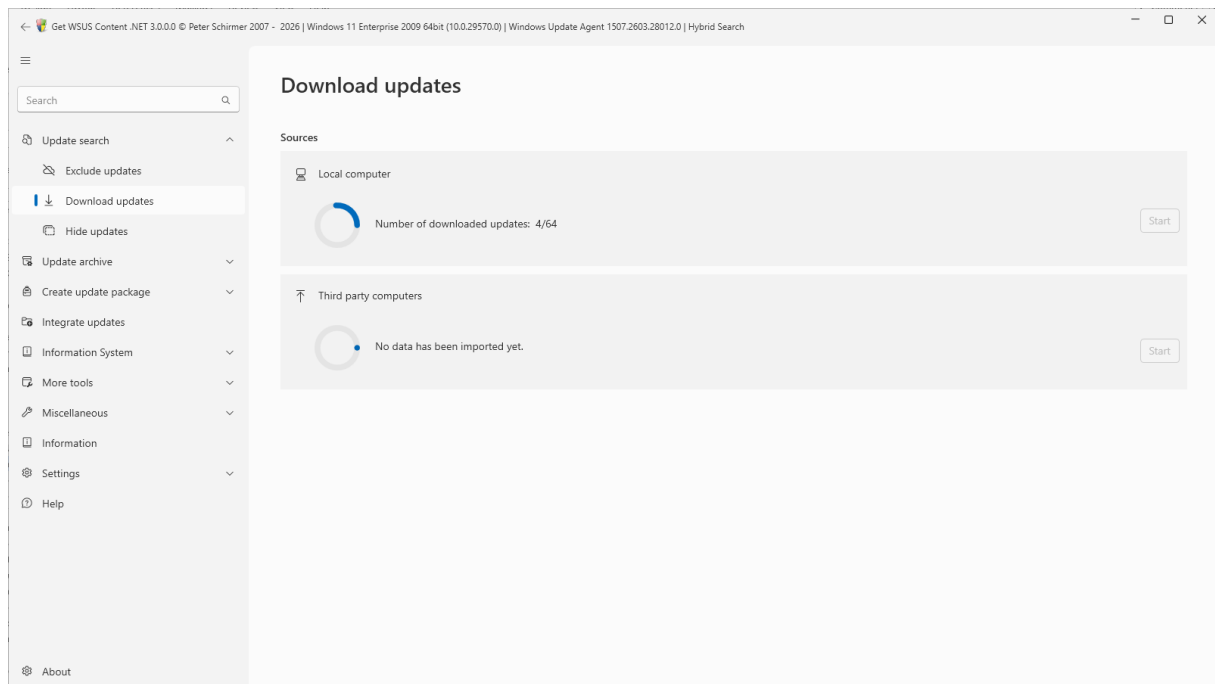 Get WSUS Content .NET 3.0.0.0 © Peter Schirmer 2007 - 2026 | Windows 11 Enterprise 2009 64bit (10.0.29570.0) | Windows Update Agent 1507.2603.28012.0 | Hybrid Search
Search
Update search
Exclude updates
Download updates
Hide updates
Update archive
Create update package
Integrate updates
Information System
More tools
Miscellaneous
Information
Settings
Help
About
Download updates
Sources
Local computer
Number of downloaded updates: 4/64
Start
Third party computers
No data has been imported yet.
Start